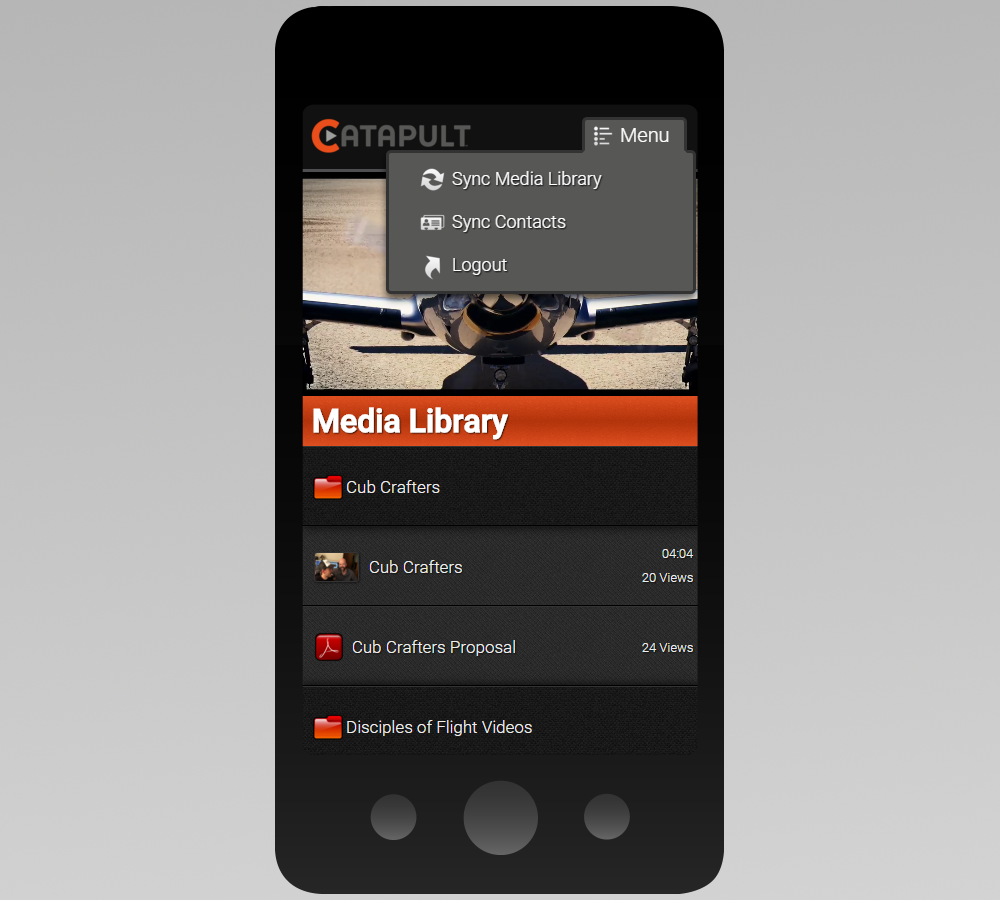 CATAPULT
Menu
Sync Media Library
Sync Contacts
Logout
Media Library
Cub Crafters
Cub Crafters
04:04
20 Views
Cub Crafters Proposal
24 Views
Disciples of Flight Videos